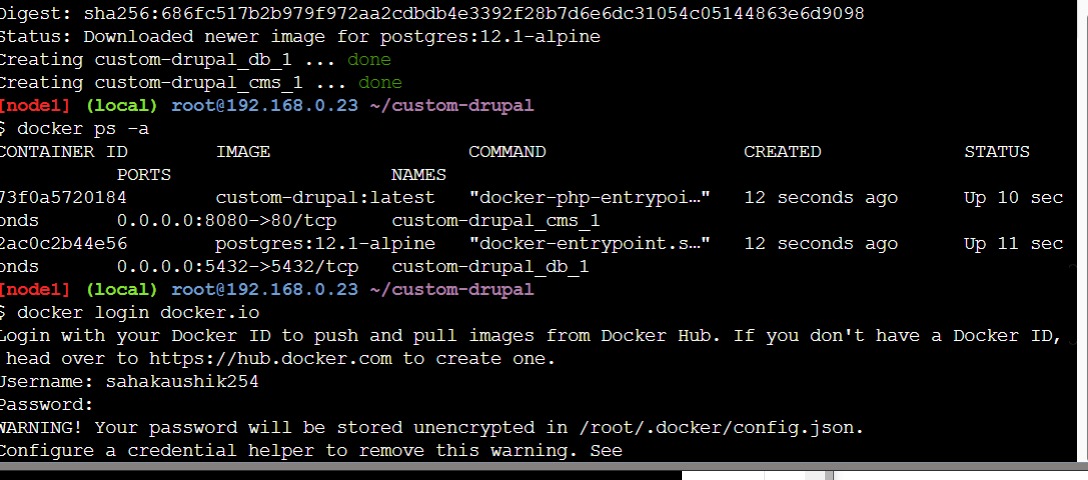 Digest: sha256:686fc517b2b979f972aa2cdbdb4e3392f28b7d6e6dc31054c05144863e6d9098
Status: Downloaded newer image for postgres:12.1-alpine
Creating custom-drupal_db_1 ... done
Creating custom-drupal_cms_1 ... done
[node1] (local) root@192.168.0.23 ~/custom-drupal
$ docker ps -a
CONTAINER ID        IMAGE                  COMMAND                  CREATED             STATUS
PORTS                    NAMES
73f0a5720184        custom-drupal:latest   "docker-php-entrypoi…"   12 seconds ago      Up 10 sec
onds       0.0.0.0:8080->80/tcp     custom-drupal_cms_1
2ac0c2b44e56        postgres:12.1-alpine   "docker-entrypoint.s…"   12 seconds ago      Up 11 sec
onds       0.0.0.0:5432->5432/tcp   custom-drupal_db_1
[node1] (local) root@192.168.0.23 ~/custom-drupal
$ docker login docker.io
Login with your Docker ID to push and pull images from Docker Hub. If you don't have a Docker ID,
head over to https://hub.docker.com to create one.
Username: sahakaushik254
Password:
WARNING! Your password will be stored unencrypted in /root/.docker/config.json.
Configure a credential helper to remove this warning. See